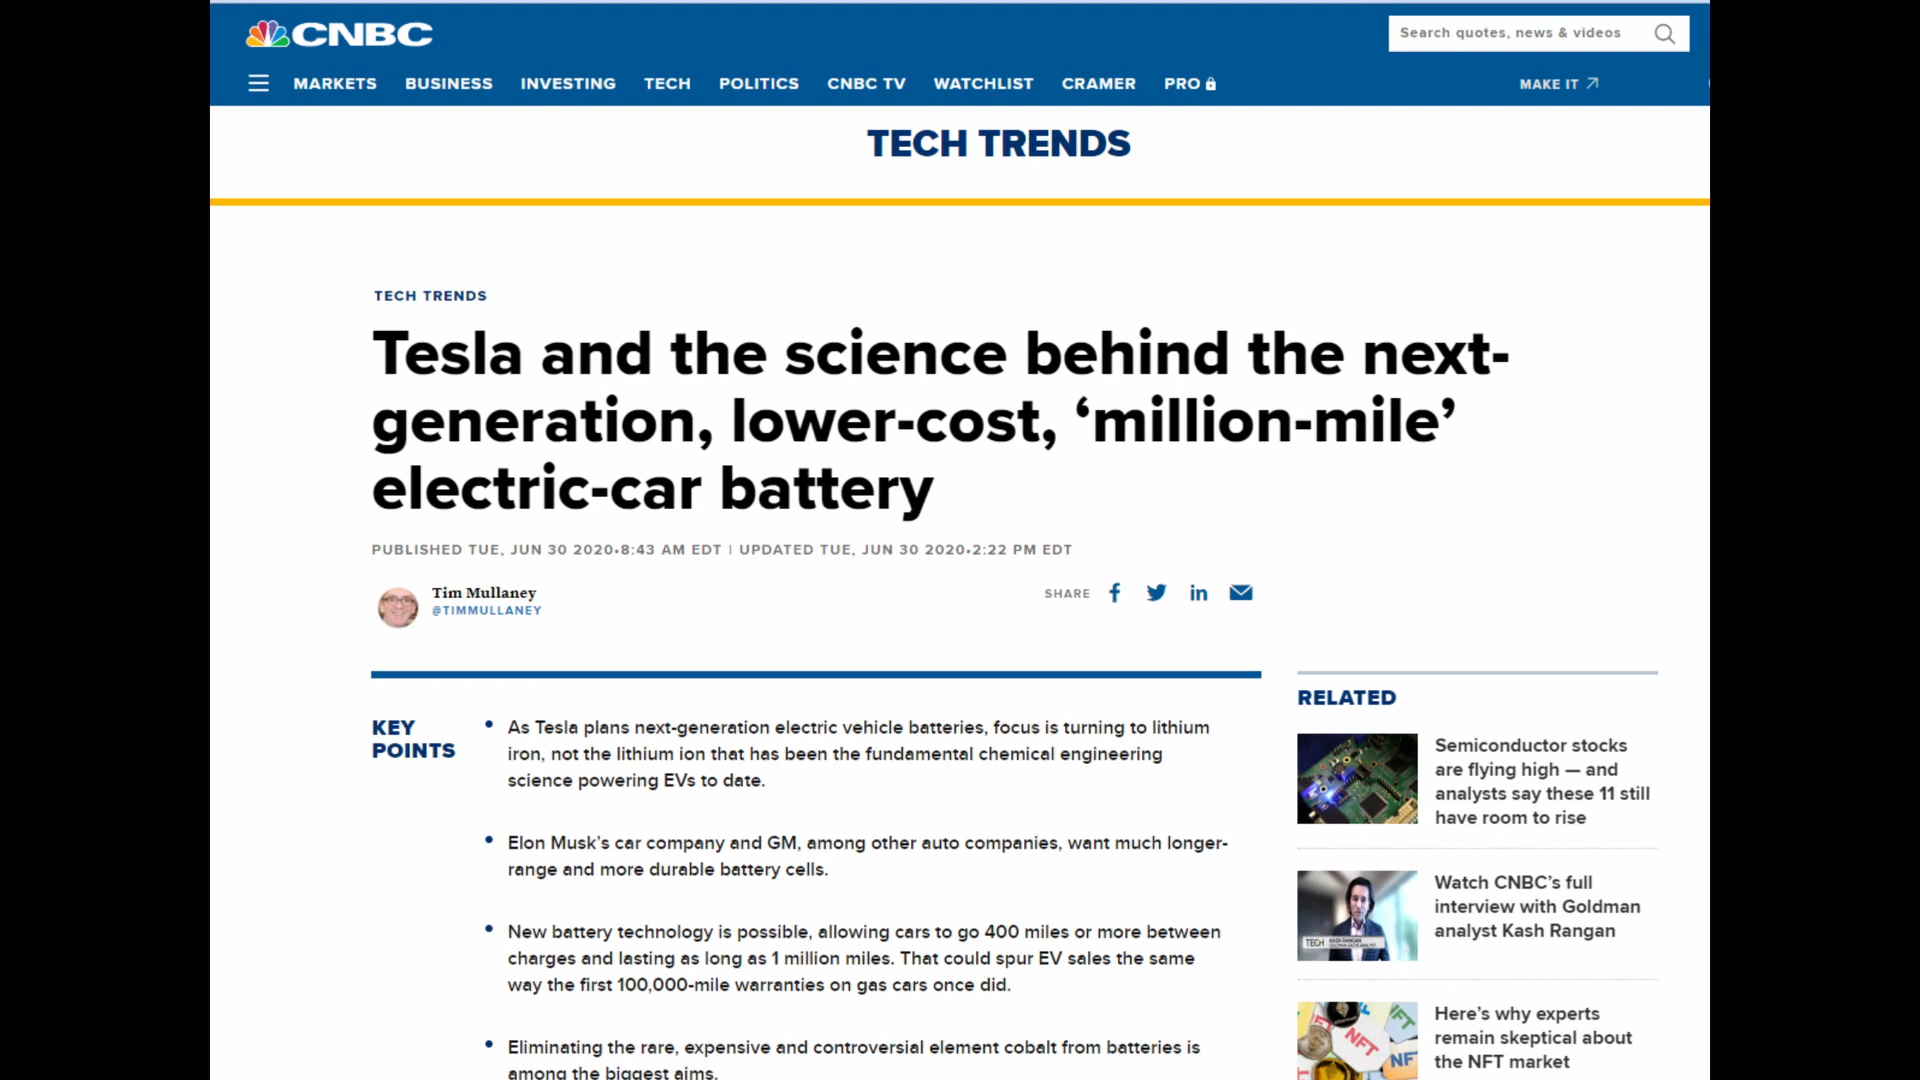 CNBC
Search quotes, news & videos
MARKETS BUSINESS INVESTING TECH POLITICS CNBC TV WATCHLIST CRAMER PRO
MAKE IT
TECH TRENDS
TECH TRENDS
Tesla and the science behind the next-
generation, lower-cost, ‘million-mile’
electric-car battery
PUBLISHED TUE, JUN 30 2020•8:43 AM EDT | UPDATED TUE, JUN 30 2020•2:22 PM EDT
Tim Mullaney
@TIMMULLANEY
SHARE
KEY
POINTS
• As Tesla plans next-generation electric vehicle batteries, focus is turning to lithium
iron, not the lithium ion that has been the fundamental chemical engineering
science powering EVs to date.
• Elon Musk’s car company and GM, among other auto companies, want much longer-
range and more durable battery cells.
• New battery technology is possible, allowing cars to go 400 miles or more between
charges and lasting as long as 1 million miles. That could spur EV sales the same
way the first 100,000-mile warranties on gas cars once did.
• Eliminating the rare, expensive and controversial element cobalt from batteries is
among the biggest aims.
RELATED
Semiconductor stocks
are flying high — and
analysts say these 11 still
have room to rise
TECH
KASH RANGAN
Watch CNBC’s full
interview with Goldman
analyst Kash Rangan
NFT
NFT
Here’s why experts
remain skeptical about
the NFT market